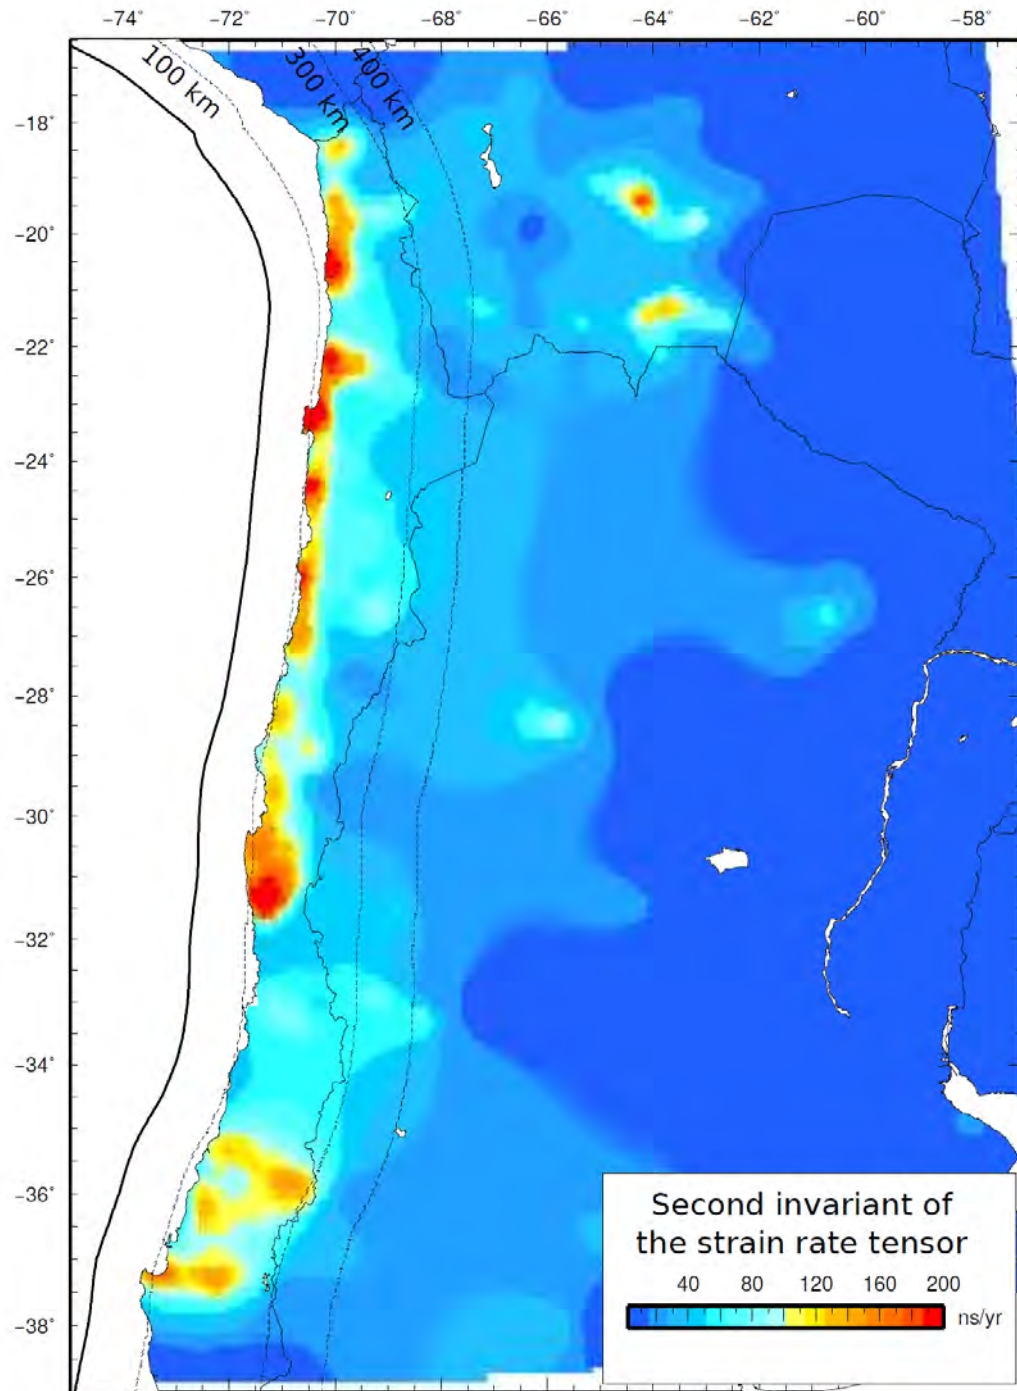 −74° −72° −70° −68° −66° −64° −62° −60° −58°
100 km
300 km
400 km
−18°
−20°
−22°
−24°
−26°
−28°
−30°
−32°
−34°
−36°
−38°
Second invariant of
the strain rate tensor
40 80 120 160 200
ns/yr